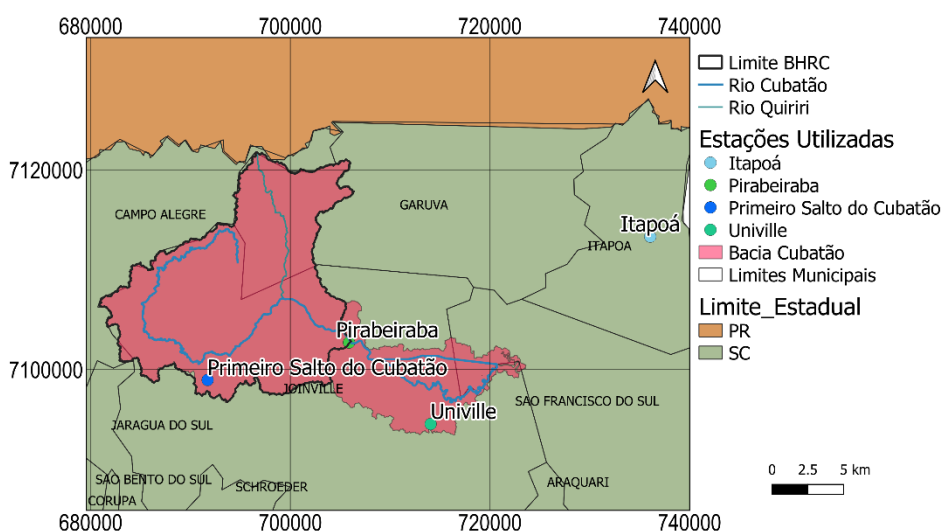 680000 700000 720000 740000
Limite BHRC
Rio Cubatão
Rio Quiriri
Estações Utilizadas
Itapoá
Pirabeiraba
Primeiro Salto do Cubatão
Univille
Bacia Cubatão
Limites Municipais
Limite_Estadual
PR
SC
7120000
7100000
CAMPO ALEGRE
GARUVA
Itapoá
ITAPOA
Pirabeiraba
Primeiro Salto do Cubatão
JOINVILLE
SAO FRANCISCO DO SUL
Univille
JARAGUA DO SUL
SAO BENTO DO SUL
SCHROEDER
ARAQUARI
CORUPA
0 2.5 5 km
680000 700000 720000 740000